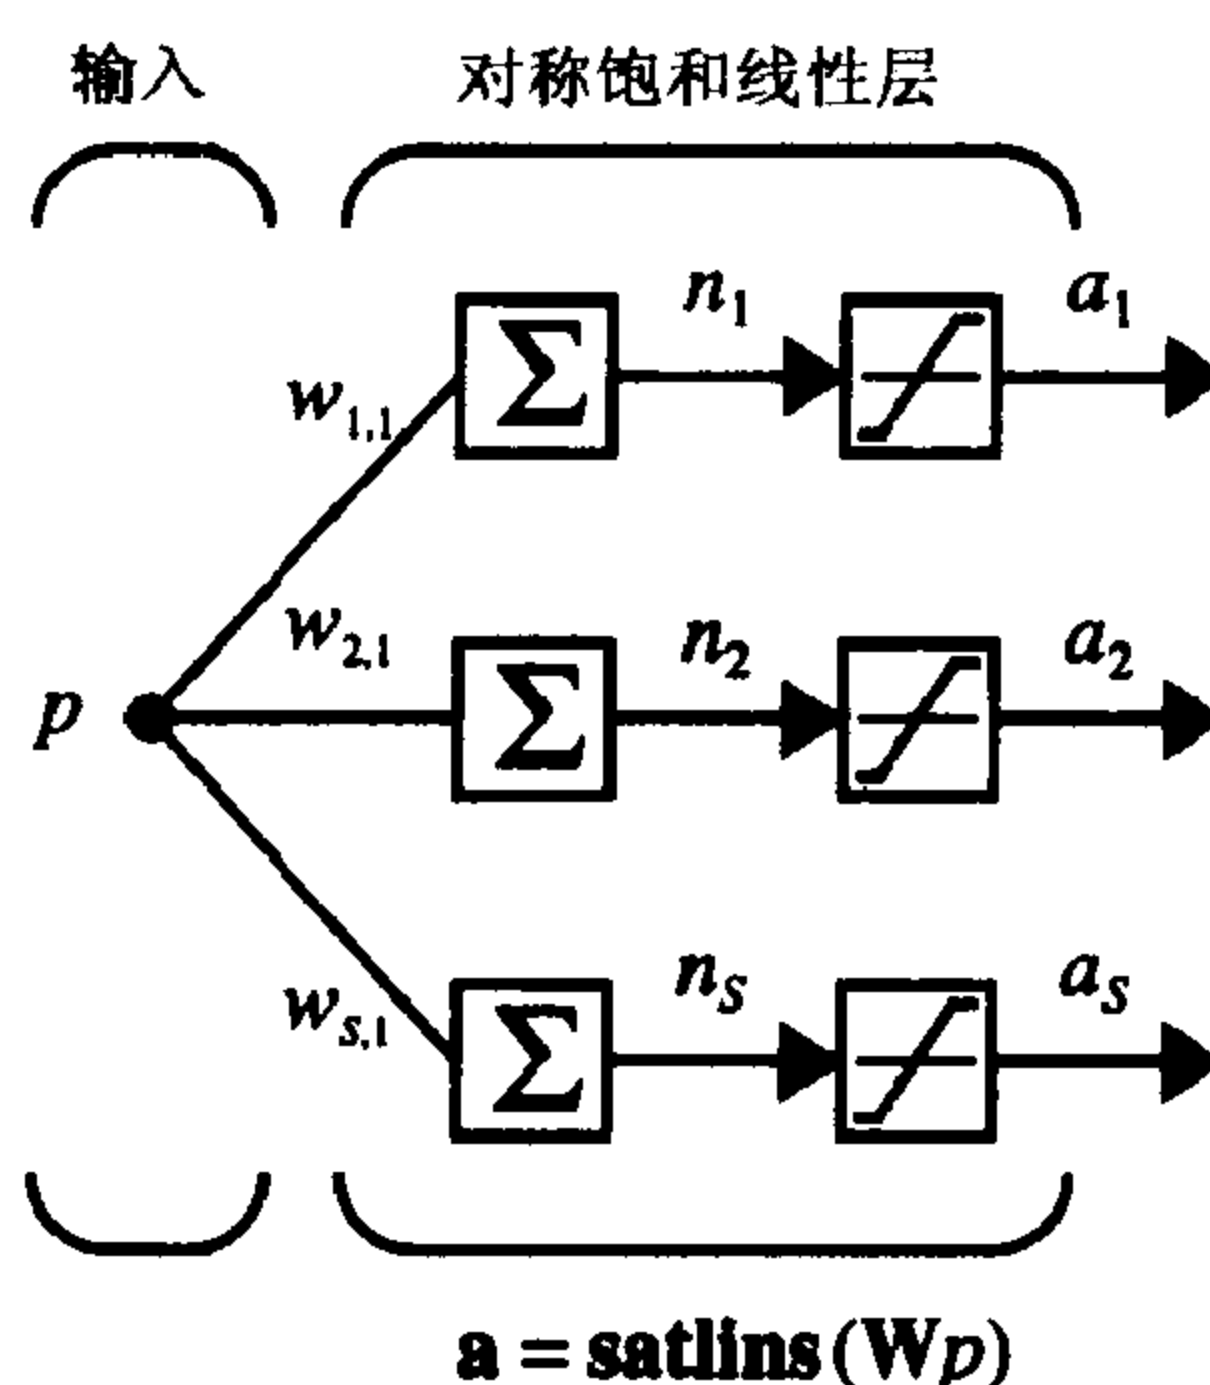 输入 对称饱和线性层
n1 a1
w1,1
Σ
w2,1 n2 a2
p Σ
wS,1 nS aS
Σ
a = satlins(Wp)